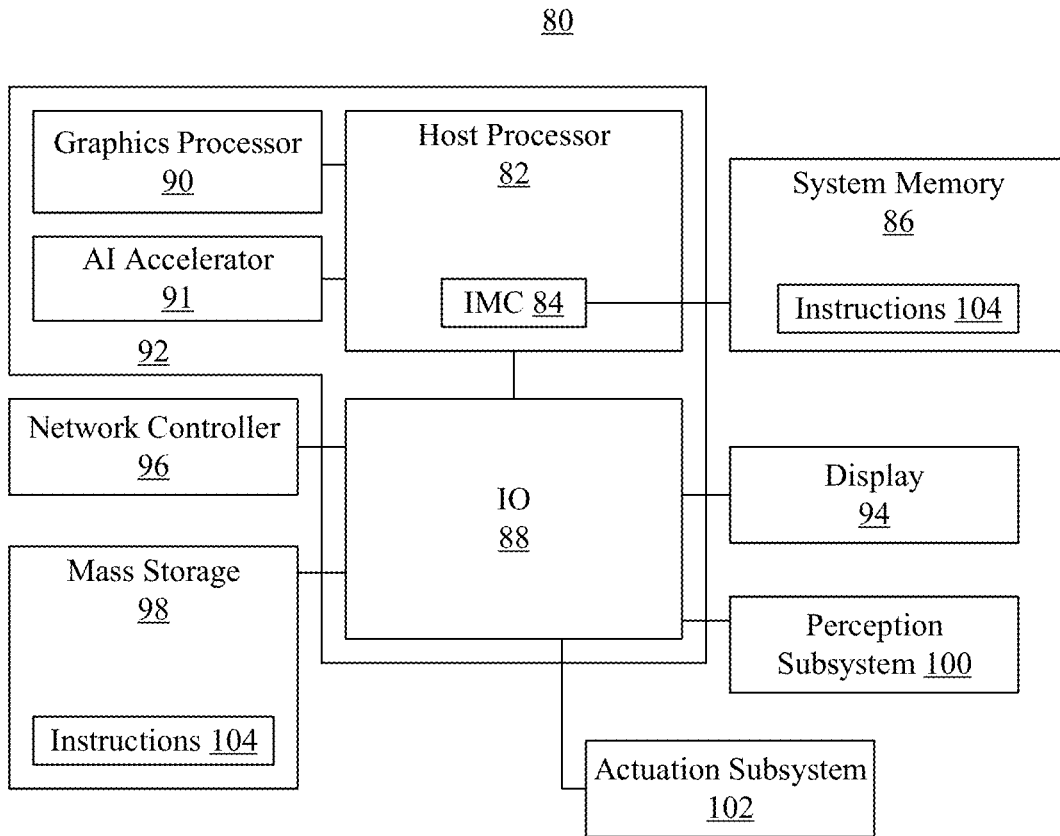 80
Graphics Processor
90
Host Processor
82
System Memory
86
AI Accelerator
91
IMC 84
Instructions 104
92
Network Controller
96
IO
88
Display
94
Mass Storage
98
Perception
Subsystem 100
Instructions 104
Actuation Subsystem
102